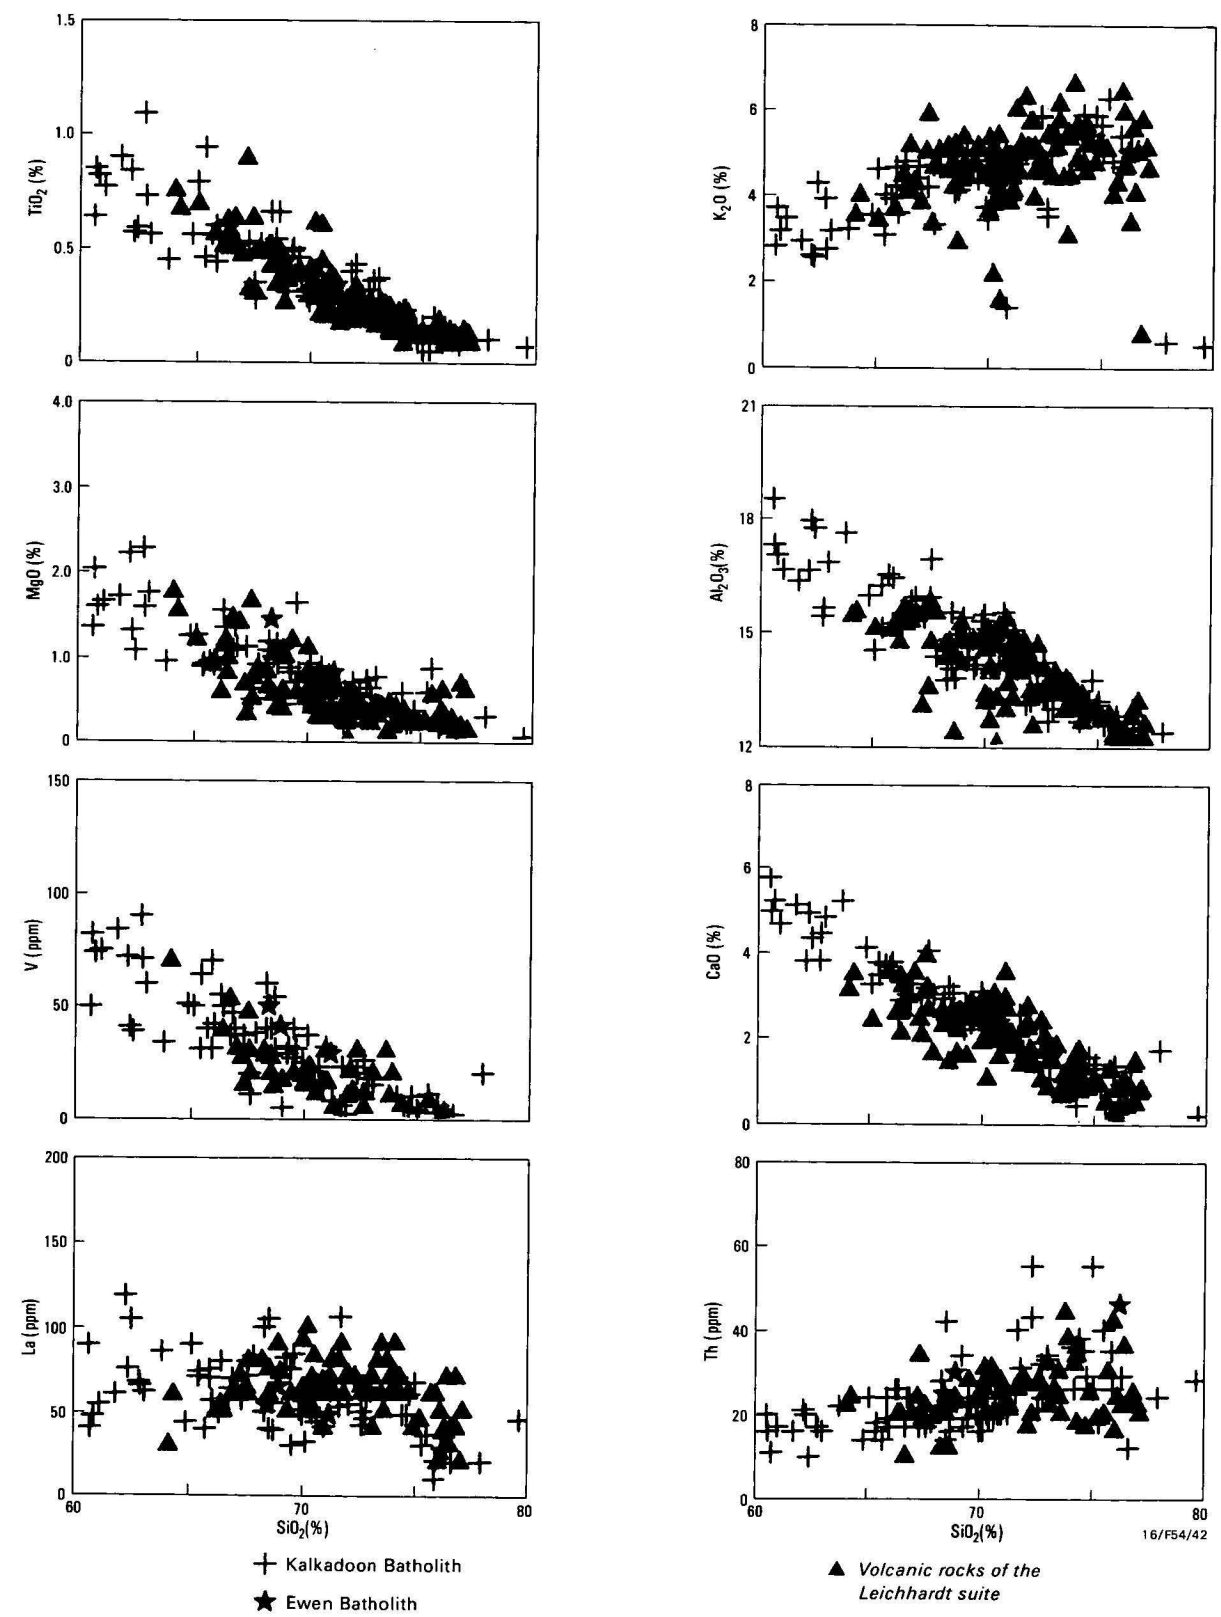 1.5
1.0
0.5
0
TiO2 (%)
8
6
4
2
0
K2O (%)
4.0
3.0
2.0
1.0
0
MgO (%)
21
18
15
12
Al2O3(%)
150
100
50
0
V (ppm)
8
6
4
2
0
CaO (%)
200
150
100
50
0
La (ppm)
60
70
80
SiO2(%)
80
60
40
20
0
Th (ppm)
60
70
80
SiO2(%)
16/F54/42
Kalkadoon Batholith
Ewen Batholith
Volcanic rocks of the
Leichhardt suite